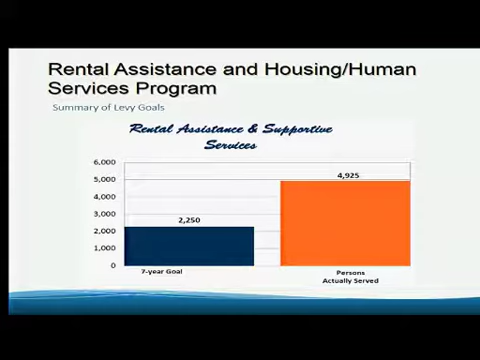 Rental Assistance and Housing/Human
Services Program
Summary of Levy Goals
Rental Assistance & Supportive
Services
6,000
5,000
4,000
3,000
2,000
1,000
0
2,250
4,925
7-year Goal
Persons
Actually Served